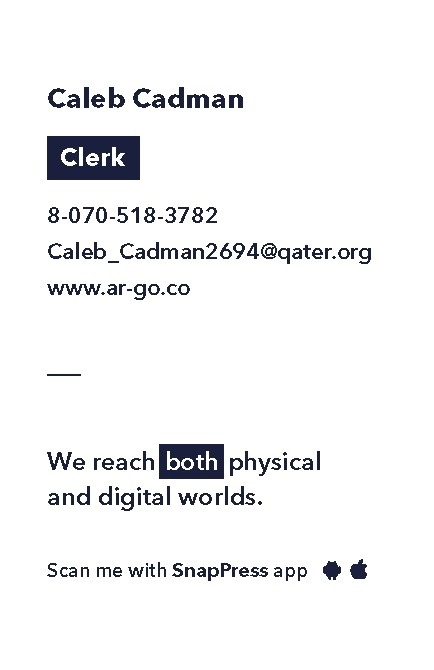 Caleb Cadman
Clerk
8-070-518-3782
Caleb_Cadman2694@qater.org
www.ar-go.co
We reach both physical
and digital worlds.
Scan me with SnapPress app